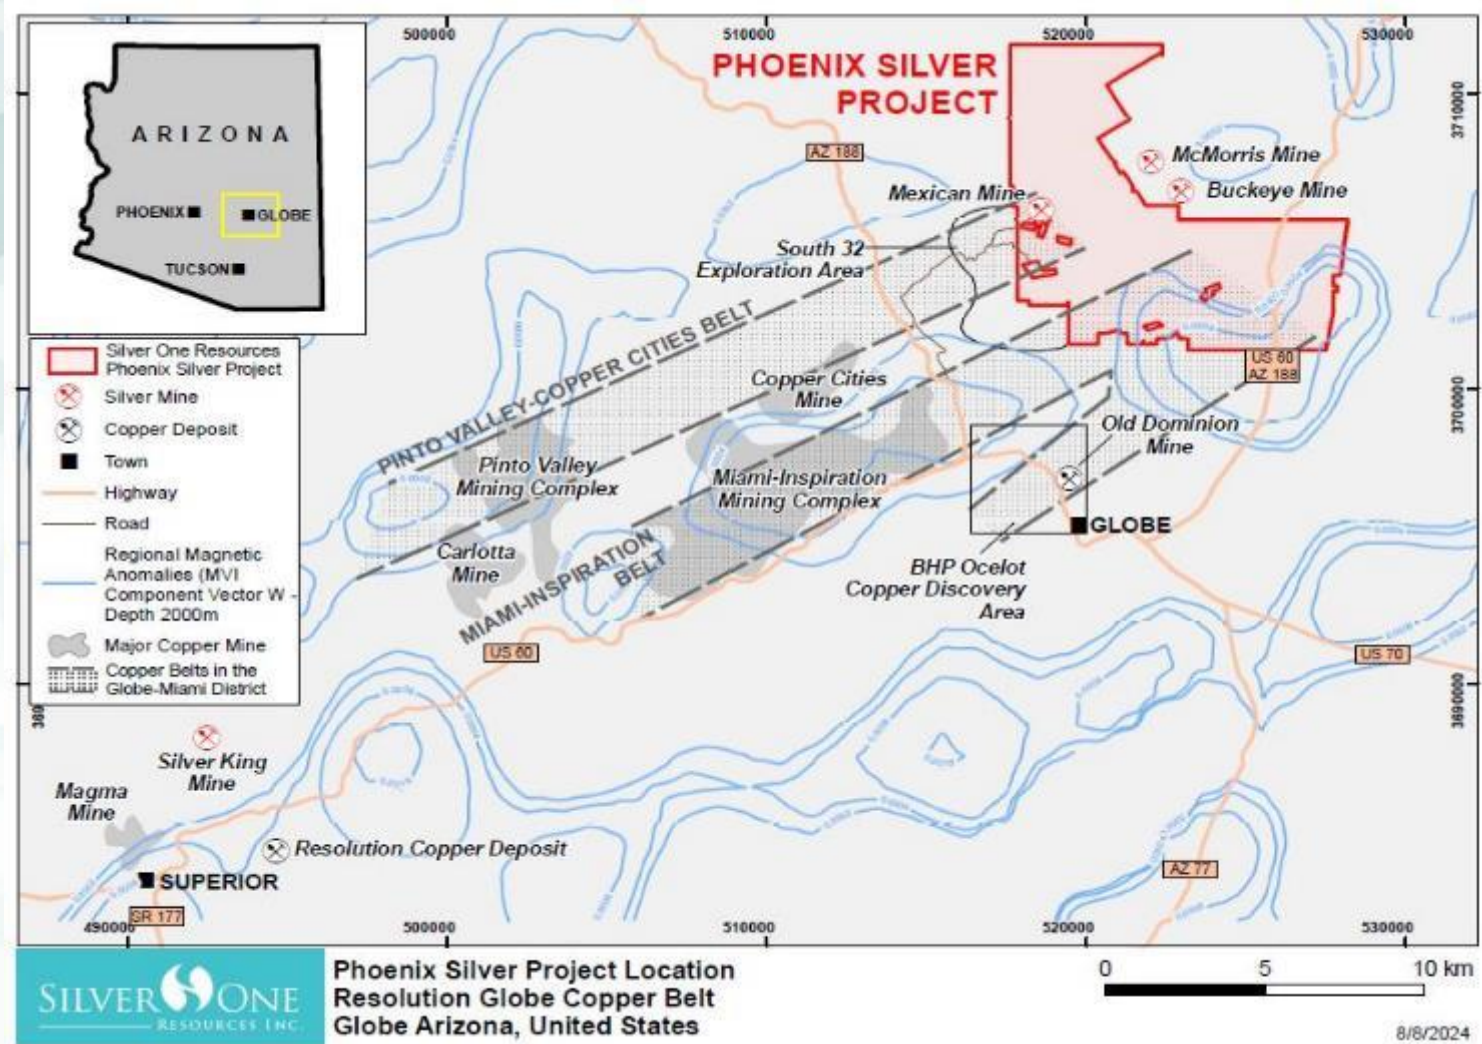 500000
510000
520000
530000
3710000
3700000
3690000
ARIZONA
PHOENIX
GLOBE
TUCSON
PHOENIX SILVER
PROJECT
AZ 188
McMorris Mine
Buckeye Mine
Mexican Mine
South 32
Exploration Area
PINTO VALLEY-COPPER CITIES BELT
Copper Cities
Mine
US 60
AZ 188
Old Dominion
Mine
Pinto Valley
Mining Complex
Miami-Inspiration
Mining Complex
GLOBE
Carlotta
Mine
MIAMI-INSPIRATION
BELT
BHP Ocelot
Copper Discovery
Area
US 60
US 70
Silver One Resources
Phoenix Silver Project
Silver Mine
Copper Deposit
Town
Highway
Road
Regional Magnetic
Anomalies (MVI
Component Vector W -
Depth 2000m
Major Copper Mine
Copper Belts in the
Globe-Miami District
Silver King
Mine
Magma
Mine
Resolution Copper Deposit
SUPERIOR
AZ 77
SR 177
490000
500000
510000
520000
530000
SILVER ONE
RESOURCES INC.
Phoenix Silver Project Location
Resolution Globe Copper Belt
Globe Arizona, United States
0 5 10 km
8/8/2024